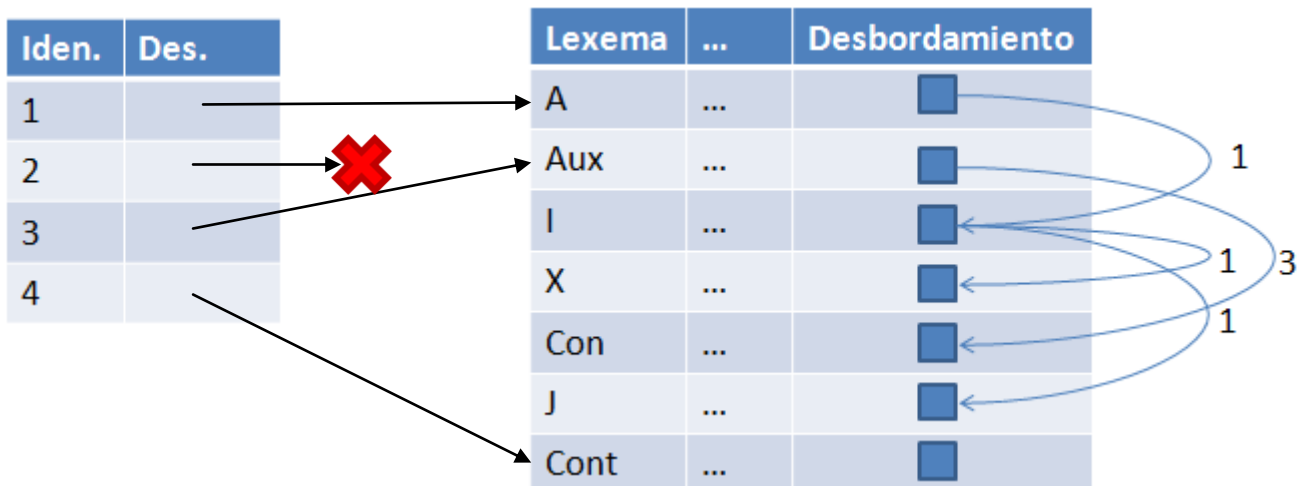 Iden. Des.
1
2
3
4
Lexema ... Desbordamiento
A ...
Aux ...
I ...
X ...
Con ...
J ...
Cont ...
1
1
3
1